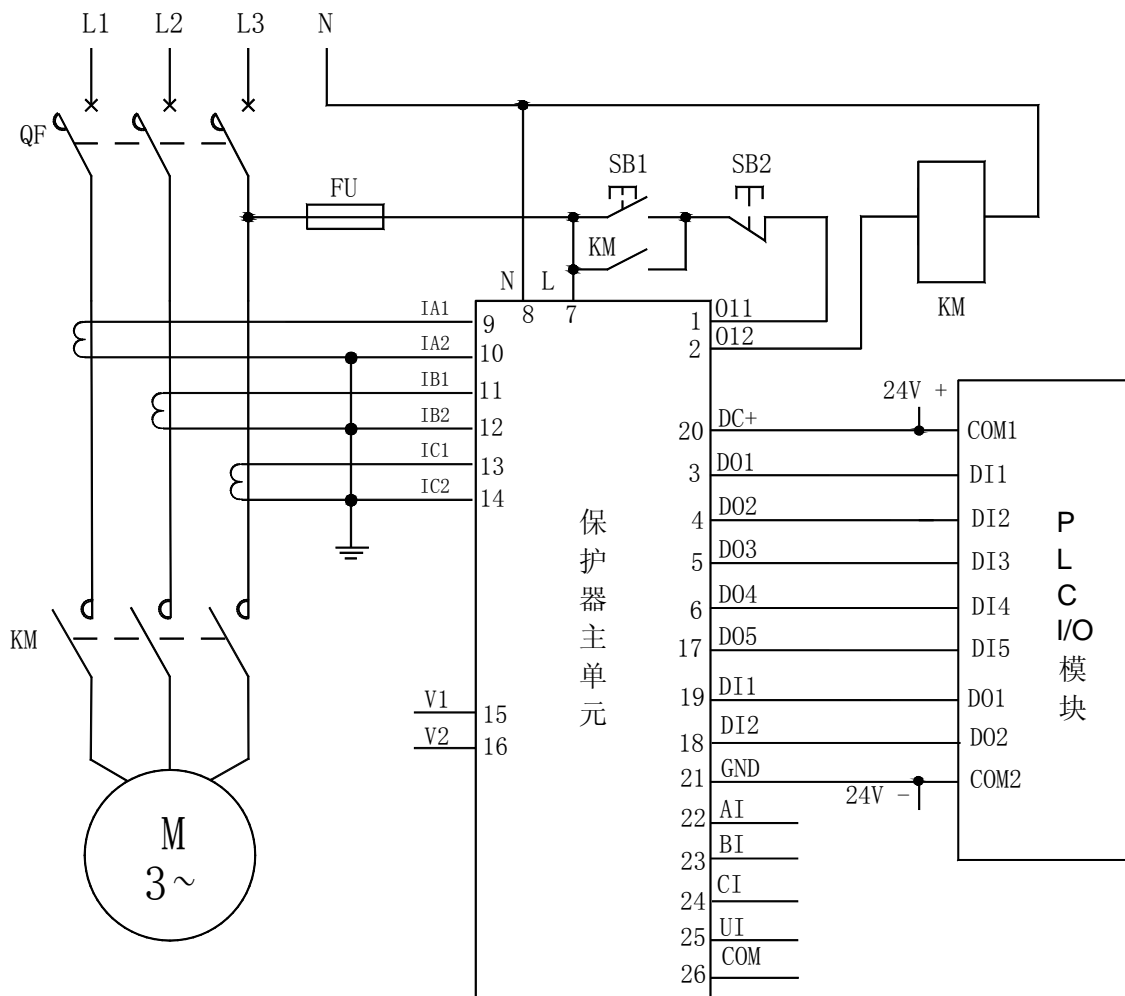 L1 L2 L3 N
QF
FU
SB1
SB2
KM
KM
N L
8 7
IA1 9
IA2 10
IB1 11
IB2 12
IC1 13
IC2 14
1 O11
2 O12
24V +
20 DC+ COM1
3 DO1 DI1
4 DO2 DI2
5 DO3 DI3
6 DO4 DI4
17 DO5 DI5
19 DI1 DO1
18 DI2 DO2
21 GND COM2
24V -
22 AI
23 BI
24 CI
25 UI
26 COM
保护器主单元
PLC I/O模块
KM
V1 15
V2 16
M
3~